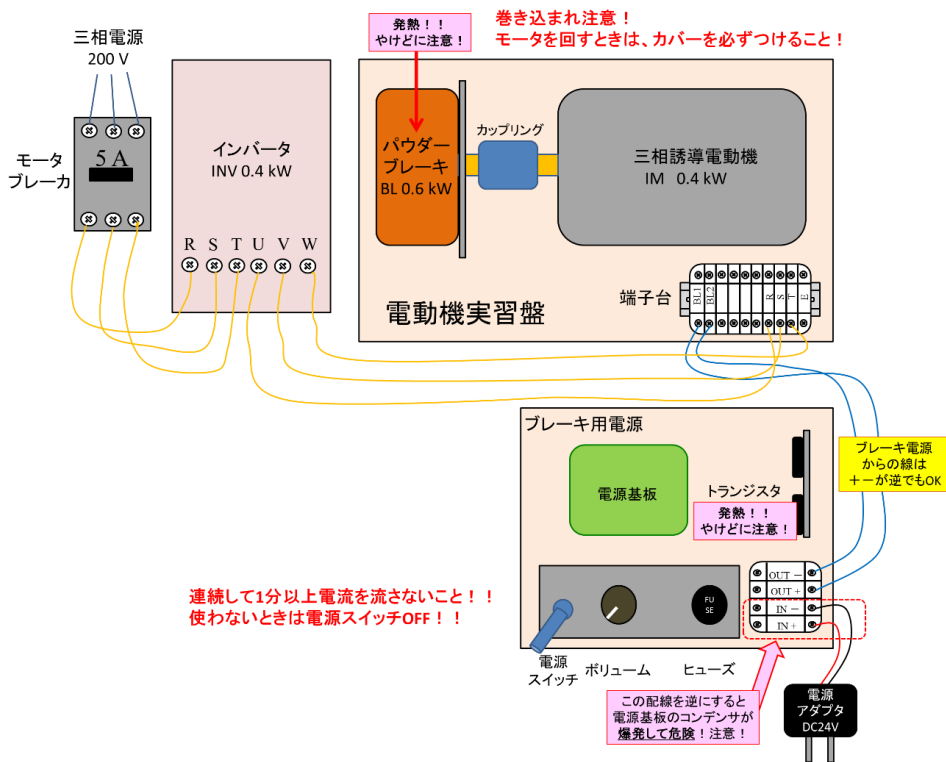 発熱！！
やけどに注意！
巻き込まれ注意！
モータを回すときは、カバーを必ずつけること！
三相電源
200 V
モータ
ブレーカ
5 A
インバータ
INV 0.4 kW
R S T U V W
パウダー
ブレーキ
BL 0.6 kW
カップリング
三相誘導電動機
IM 0.4 kW
電動機実習盤
端子台
BL1
BL2
R
S
T
E
ブレーキ用電源
電源基板
トランジスタ
発熱！！
やけどに注意！
ブレーキ電源
からの線は
＋－が逆でもOK
連続して1分以上電流を流さないこと！！
使わないときは電源スイッチOFF！！
FU
SE
OUT －
OUT +
IN －
IN +
電源
スイッチ
ボリューム
ヒューズ
この配線を逆にすると
電源基板のコンデンサが
爆発して危険！注意！
電源
アダプタ
DC24V